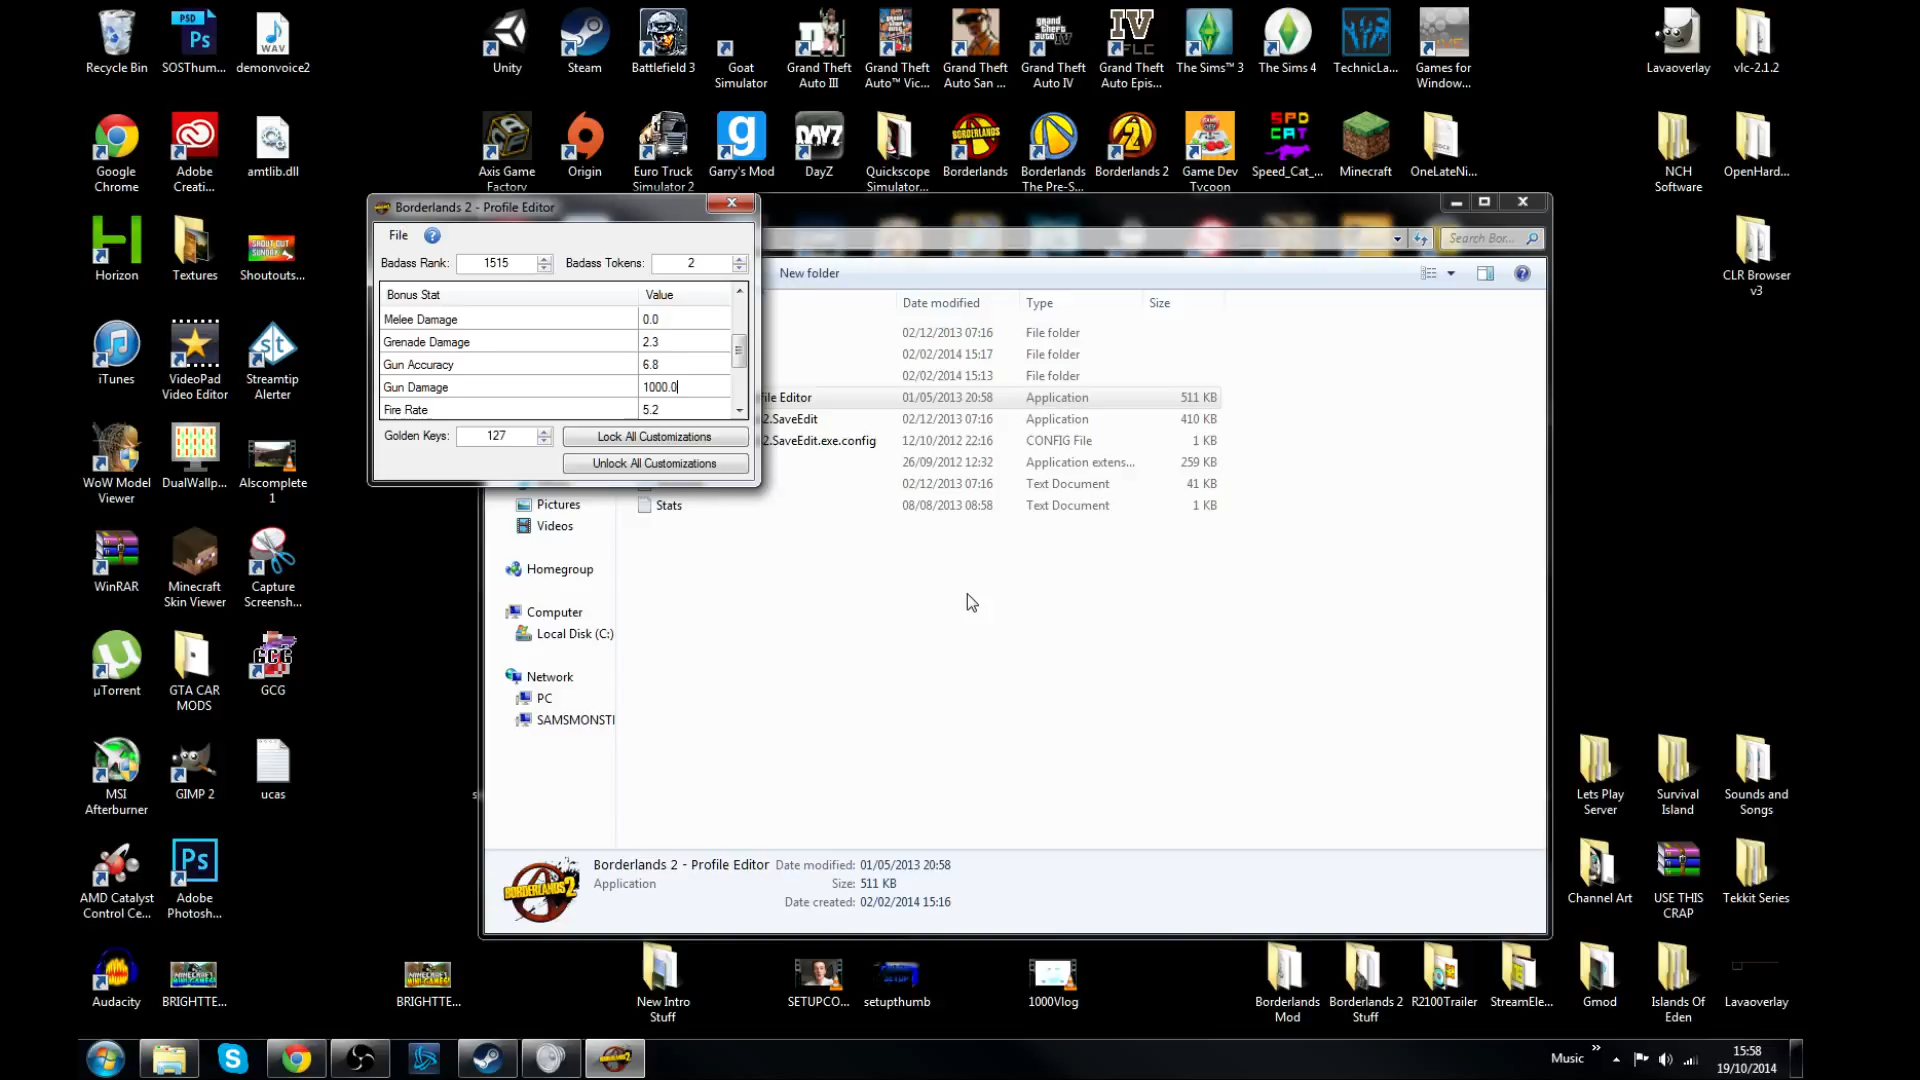 Recycle Bin
SOSThum...
demonvoice2
Unity
Steam
Battlefield 3
Goat Simulator
Grand Theft Auto III
Grand Theft Auto™ Vic...
Grand Theft Auto San ...
Grand Theft Auto IV
Grand Theft Auto Epis...
The Sims™ 3
The Sims 4
TechnicLa...
Games for Window...
Lavaoverlay
vlc-2.1.2
Google Chrome
Adobe Creati...
amtlib.dll
Axis Game Factory
Origin
Euro Truck Simulator 2
Garry's Mod
DayZ
Quickscope Simulator...
Borderlands
Borderlands The Pre-S...
Borderlands 2
Game Dev Tycoon
Speed_Cat_...
Minecraft
OneLateNi...
NCH Software
OpenHard...
Borderlands 2 - Profile Editor
File
Badass Rank: 1515 Badass Tokens: 2
Bonus Stat Value
Melee Damage 0.0
Grenade Damage 2.3
Gun Accuracy 6.8
Gun Damage 1000.0
Fire Rate 5.2
Golden Keys: 127 Lock All Customizations
Unlock All Customizations
Search Bor...
New folder
Date modified Type Size
02/12/2013 07:16 File folder
02/02/2014 15:17 File folder
02/02/2014 15:13 File folder
file Editor 01/05/2013 20:58 Application 511 KB
2.SaveEdit 02/12/2013 07:16 Application 410 KB
2.SaveEdit.exe.config 12/10/2012 22:16 CONFIG File 1 KB
26/09/2012 12:32 Application extens... 259 KB
02/12/2013 07:16 Text Document 41 KB
Stats 08/08/2013 08:58 Text Document 1 KB
Pictures
Videos
Homegroup
Computer
Local Disk (C:)
Network
PC
SAMSMONSTI
Borderlands 2 - Profile Editor Date modified: 01/05/2013 20:58
Application Size: 511 KB
Date created: 02/02/2014 15:16
Horizon
Textures
Shoutouts...
CLR Browser v3
iTunes
VideoPad Video Editor
Streamtip Alerter
WoW Model Viewer
DualWallp...
AIscomplete 1
WinRAR
Minecraft Skin Viewer
Capture Screensh...
µTorrent
GTA CAR MODS
GCG
MSI Afterburner
GIMP 2
ucas
Lets Play Server
Survival Island
Sounds and Songs
AMD Catalyst Control Ce...
Adobe Photosh...
Channel Art
USE THIS CRAP
Tekkit Series
Audacity
BRIGHTTE...
BRIGHTTE...
New Intro Stuff
SETUPCO...
setupthumb
1000Vlog
Borderlands Mod
Borderlands 2 Stuff
R2100Trailer
StreamEle...
Gmod
Islands Of Eden
Lavaoverlay
Music
15:58
19/10/2014